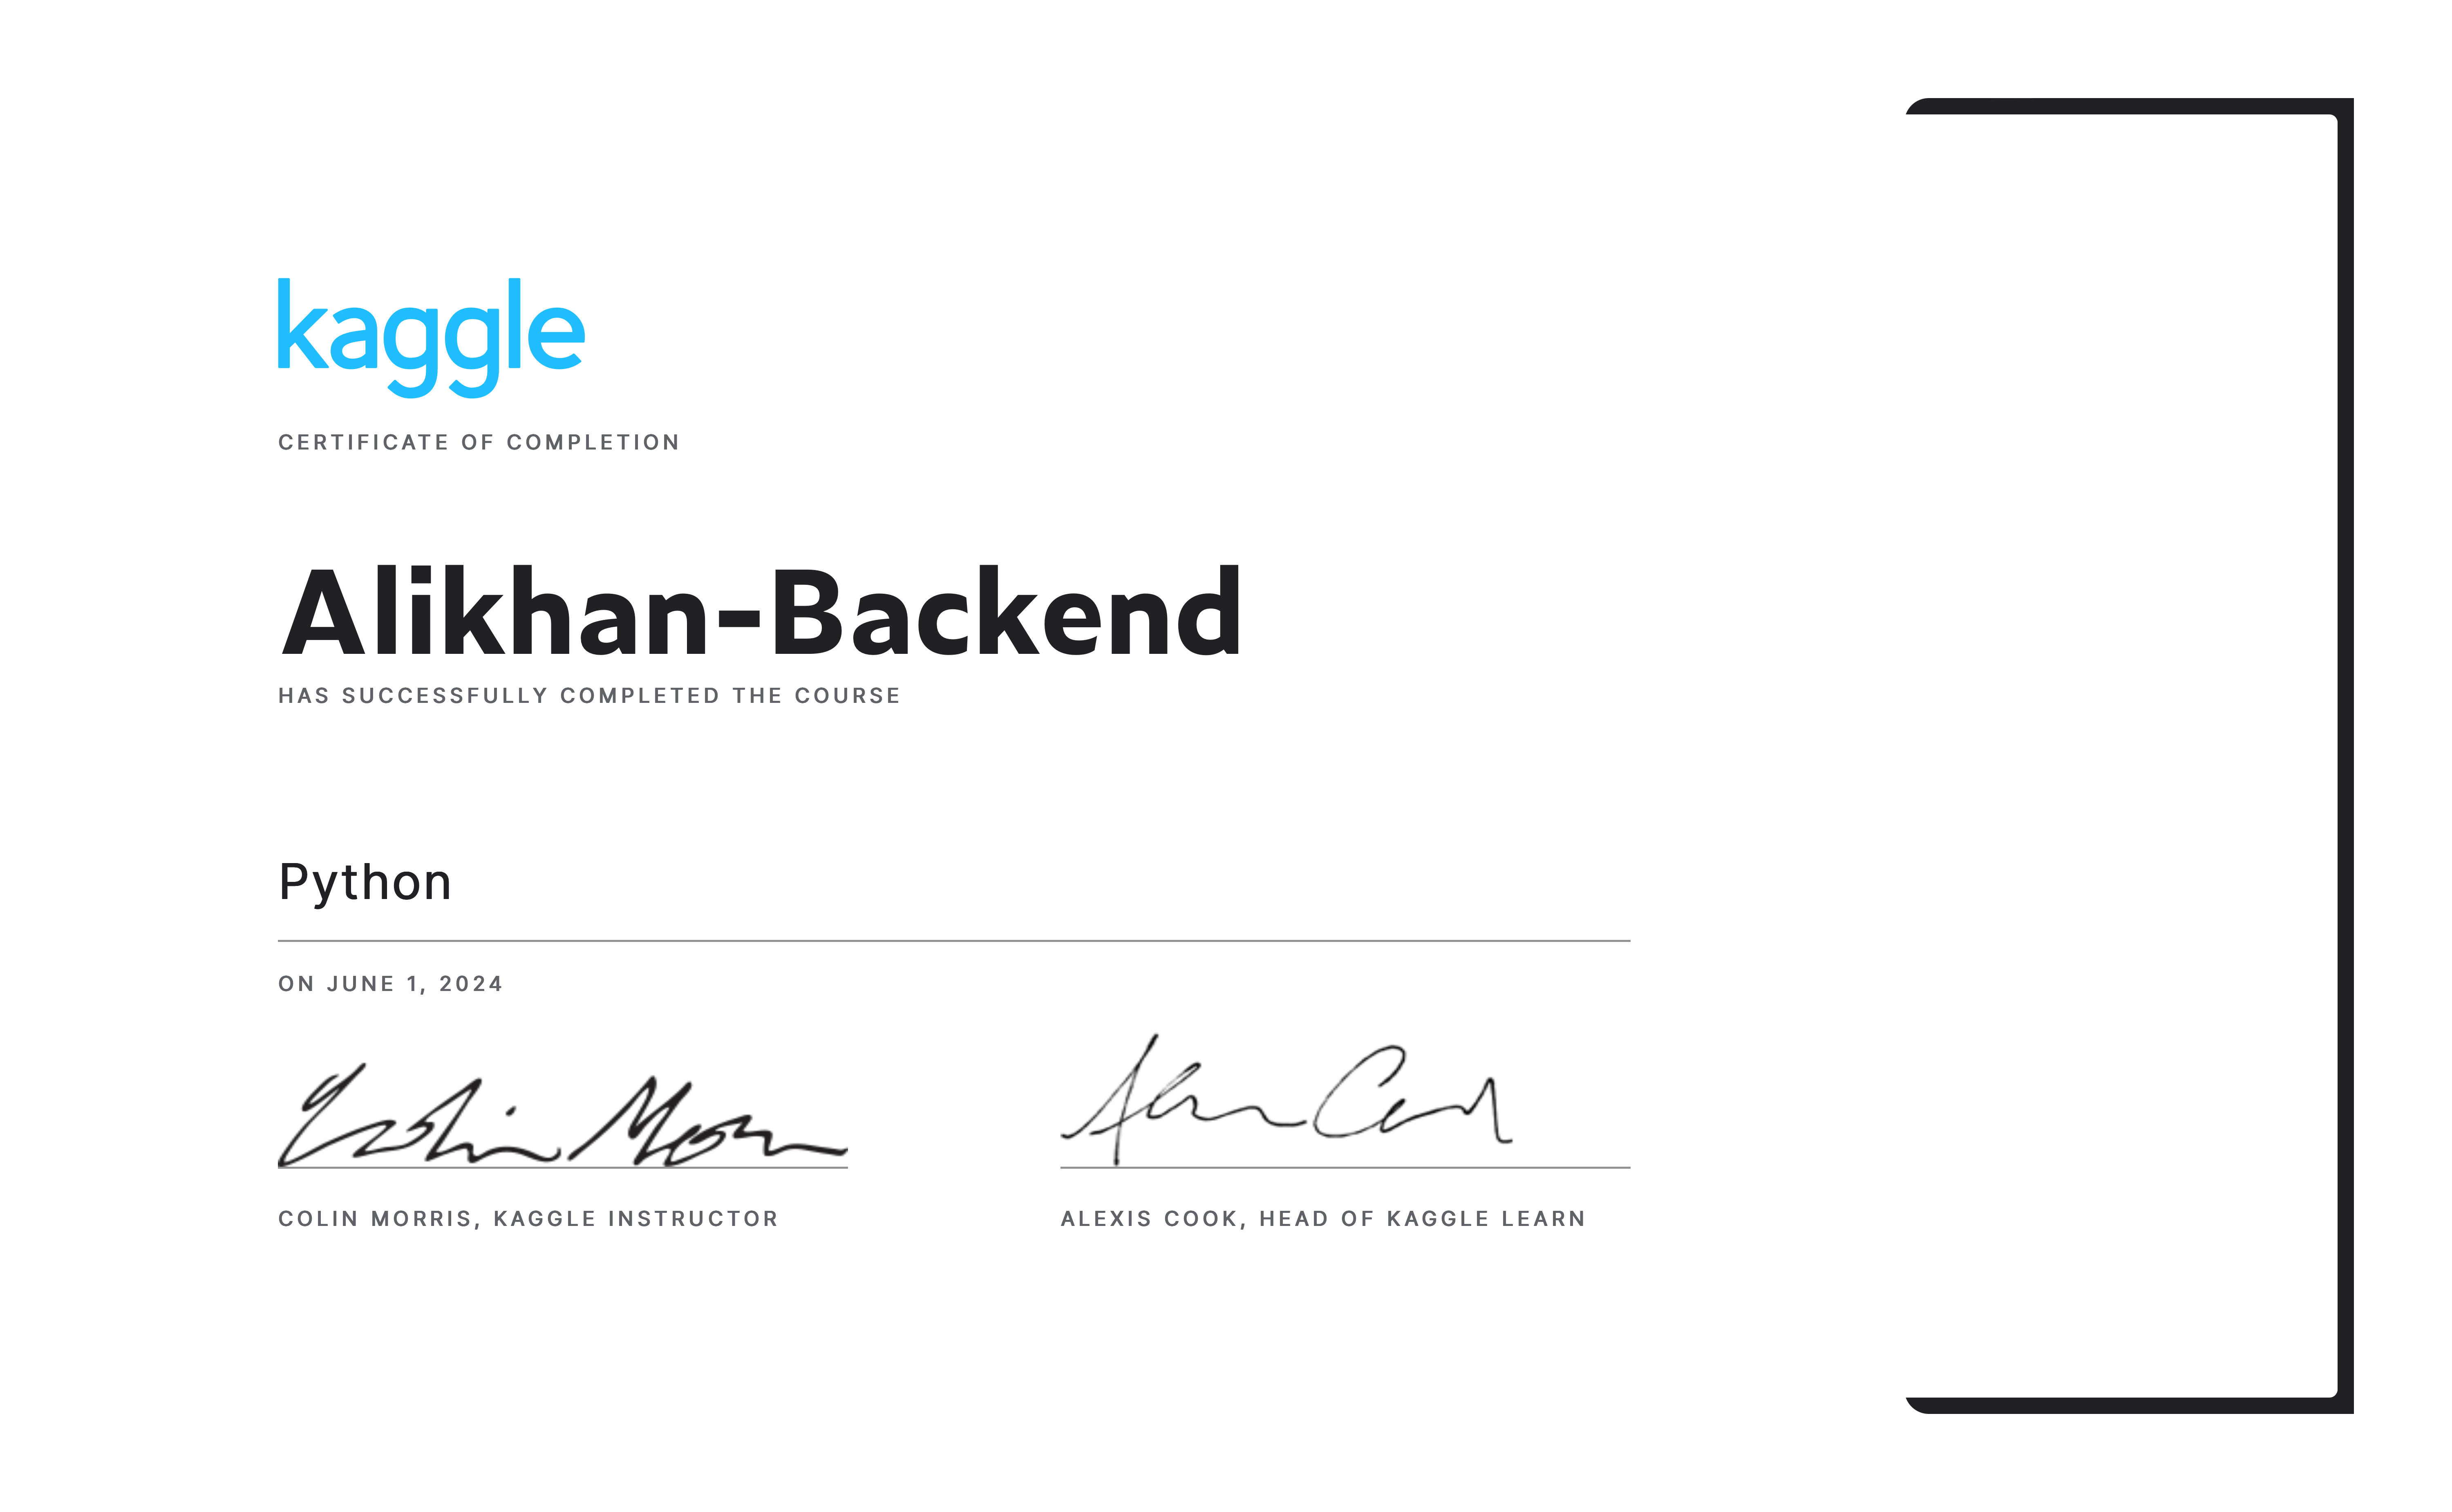 kaggle
CERTIFICATE OF COMPLETION
Alikhan-Backend
HAS SUCCESSFULLY COMPLETED THE COURSE
Python
ON JUNE 1, 2024
COLIN MORRIS, KAGGLE INSTRUCTOR
ALEXIS COOK, HEAD OF KAGGLE LEARN